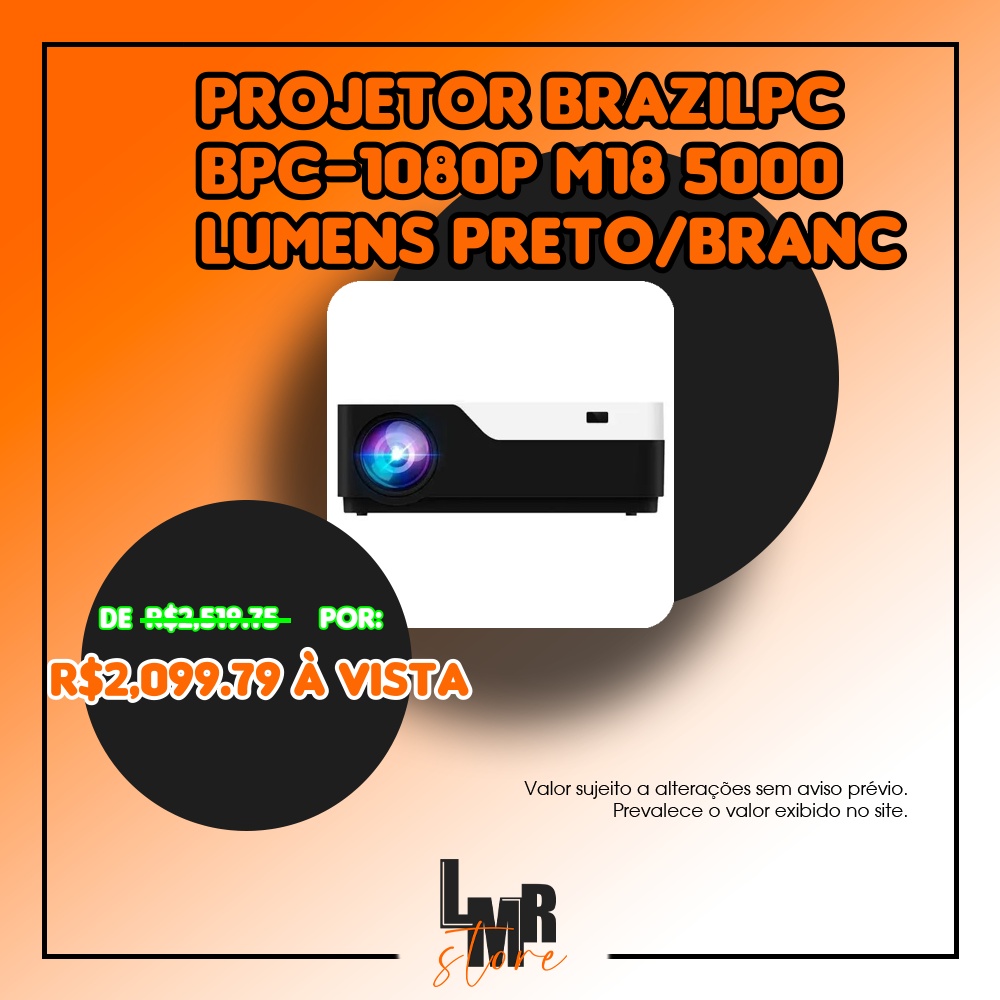 PROJETOR BRAZILPC
BPC-1080P M18 5000
LUMENS PRETO/BRANC
DE R$2,519.75 POR:
R$2,099.79 À VISTA
Valor sujeito a alterações sem aviso prévio.
Prevalece o valor exibido no site.
LMR
store